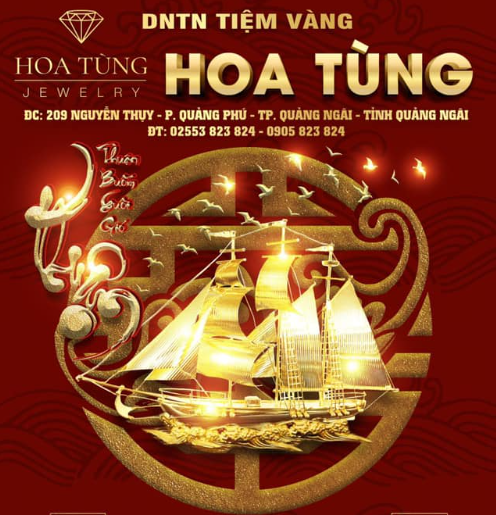 DNTN TIỆM VÀNG
HOA TÙNG
JEWELRY
HOA TÙNG
ĐC: 209 NGUYỄN THỤY - P. QUẢNG PHÚ - TP. QUẢNG NGÃI - TỈNH QUẢNG NGÃI
ĐT: 02553 823 824 - 0905 823 824
Thuận
Buồm
Xuôi
Gió